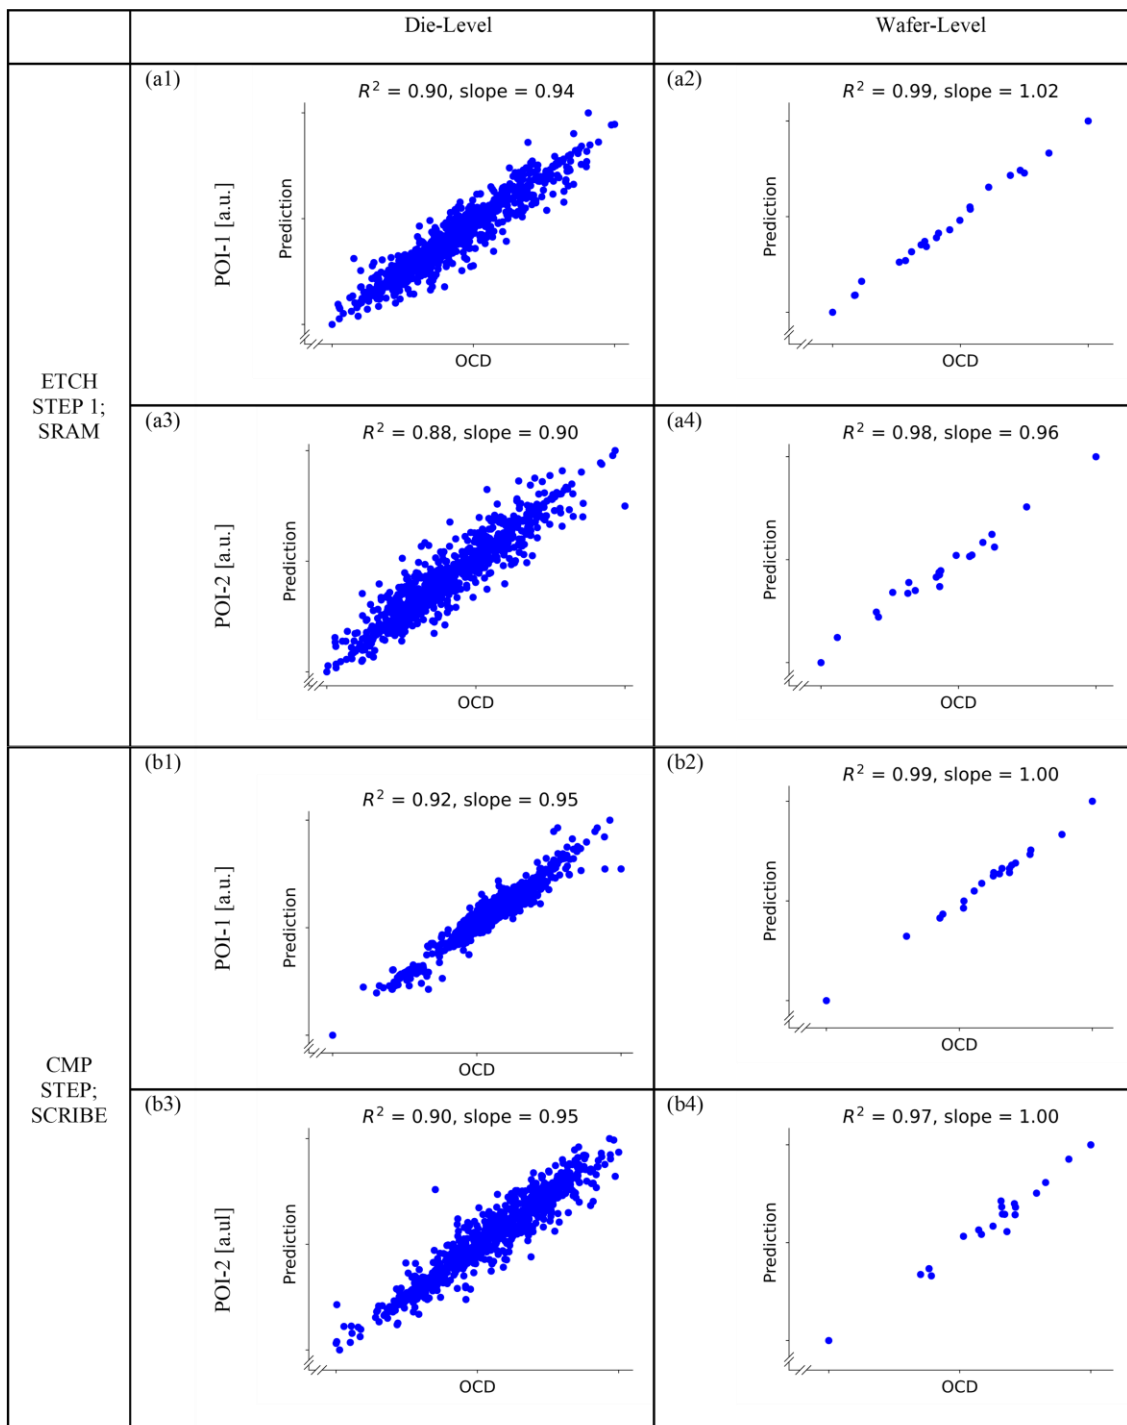 Die-Level
Wafer-Level
ETCH
STEP 1;
SRAM
(a1)
R² = 0.90, slope = 0.94
POI-1 [a.u.]
Prediction
OCD
(a2)
R² = 0.99, slope = 1.02
Prediction
OCD
(a3)
R² = 0.88, slope = 0.90
POI-2 [a.u.]
Prediction
OCD
(a4)
R² = 0.98, slope = 0.96
Prediction
OCD
CMP
STEP;
SCRIBE
(b1)
R² = 0.92, slope = 0.95
POI-1 [a.u.]
Prediction
OCD
(b2)
R² = 0.99, slope = 1.00
Prediction
OCD
(b3)
R² = 0.90, slope = 0.95
POI-2 [a.ul]
Prediction
OCD
(b4)
R² = 0.97, slope = 1.00
Prediction
OCD